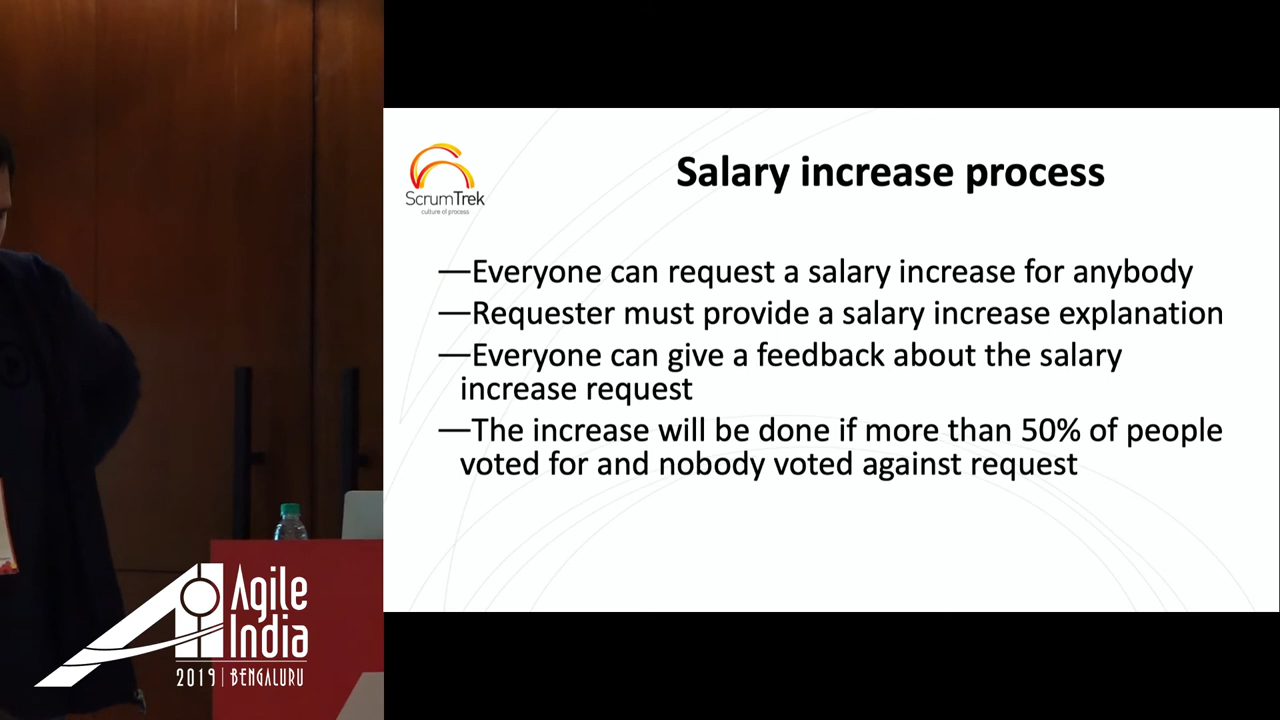 ScrumTrek
culture of process
Salary increase process
—Everyone can request a salary increase for anybody
—Requester must provide a salary increase explanation
—Everyone can give a feedback about the salary
increase request
—The increase will be done if more than 50% of people
voted for and nobody voted against request
Agile
India
2019 | BENGALURU